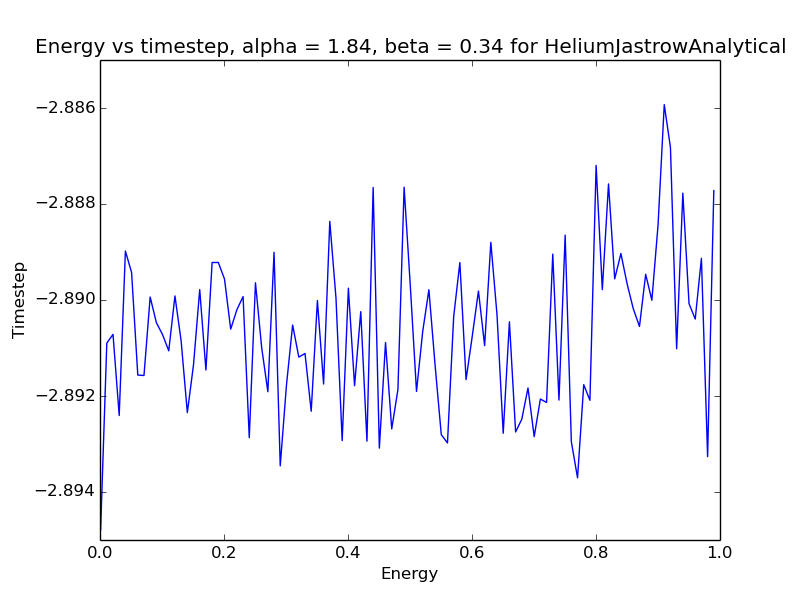 Energy vs timestep, alpha = 1.84, beta = 0.34 for HeliumJastrowAnalytical
−2.886
−2.888
−2.890
−2.892
−2.894
Timestep
0.0 0.2 0.4 0.6 0.8 1.0
Energy